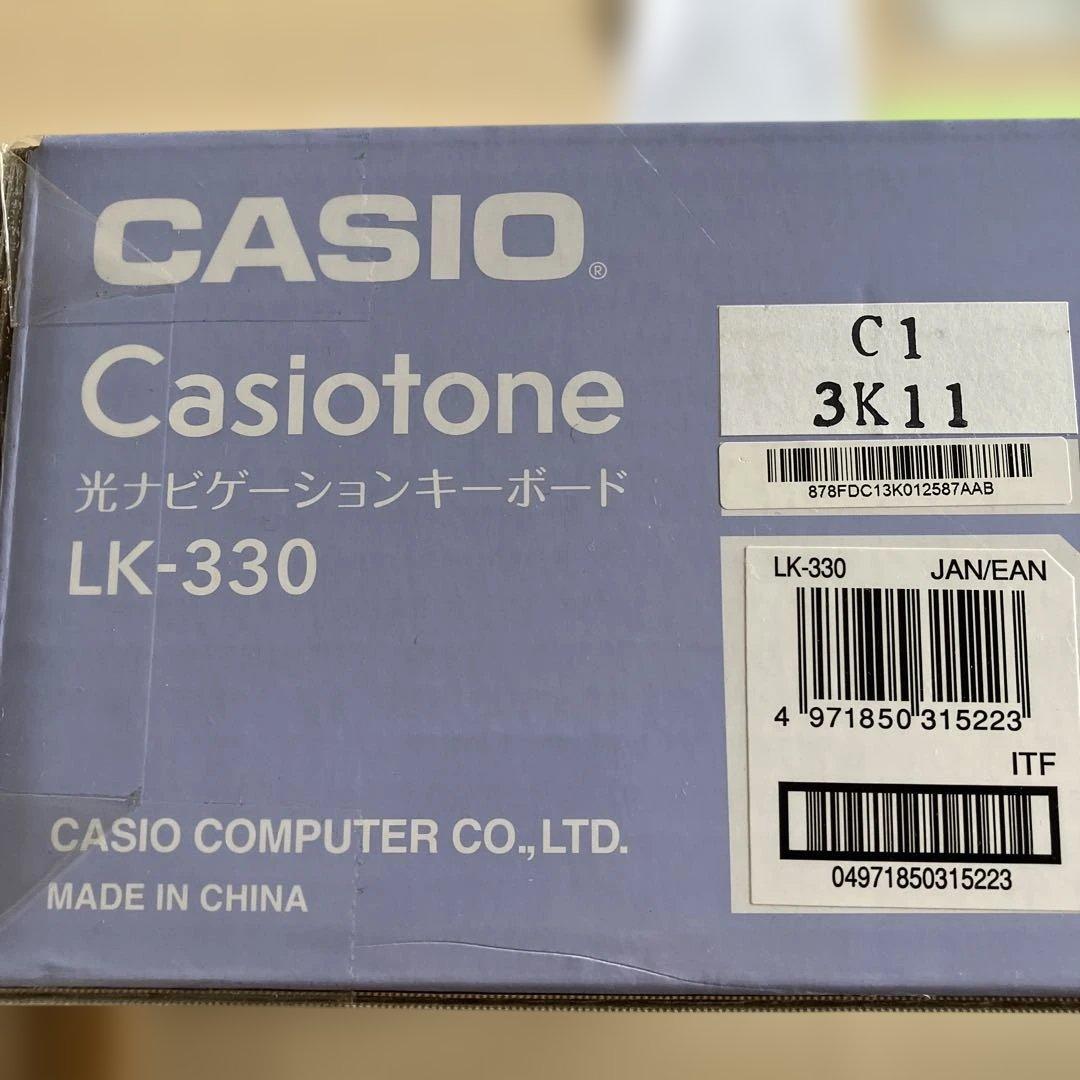 CASIO®
Casiotone
光ナビゲーションキーボード
LK-330
CASIO COMPUTER CO.,LTD.
MADE IN CHINA
C1
3K11
878FDC13K012587AAB
LK-330 JAN/EAN
4 971850 315223
ITF
04971850315223